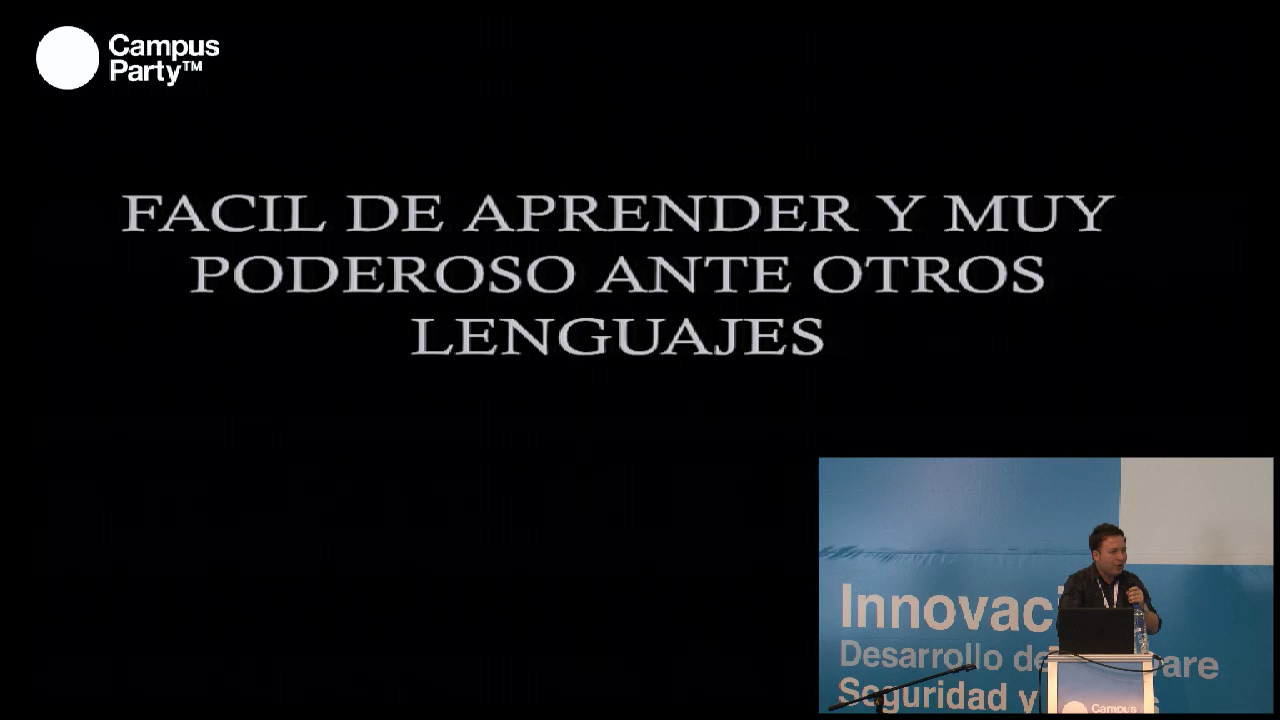 Campus
Party™
FACIL DE APRENDER Y MUY
PODEROSO ANTE OTROS
LENGUAJES
Innovaci
Desarrollo de are
Seguridad y s
Campus